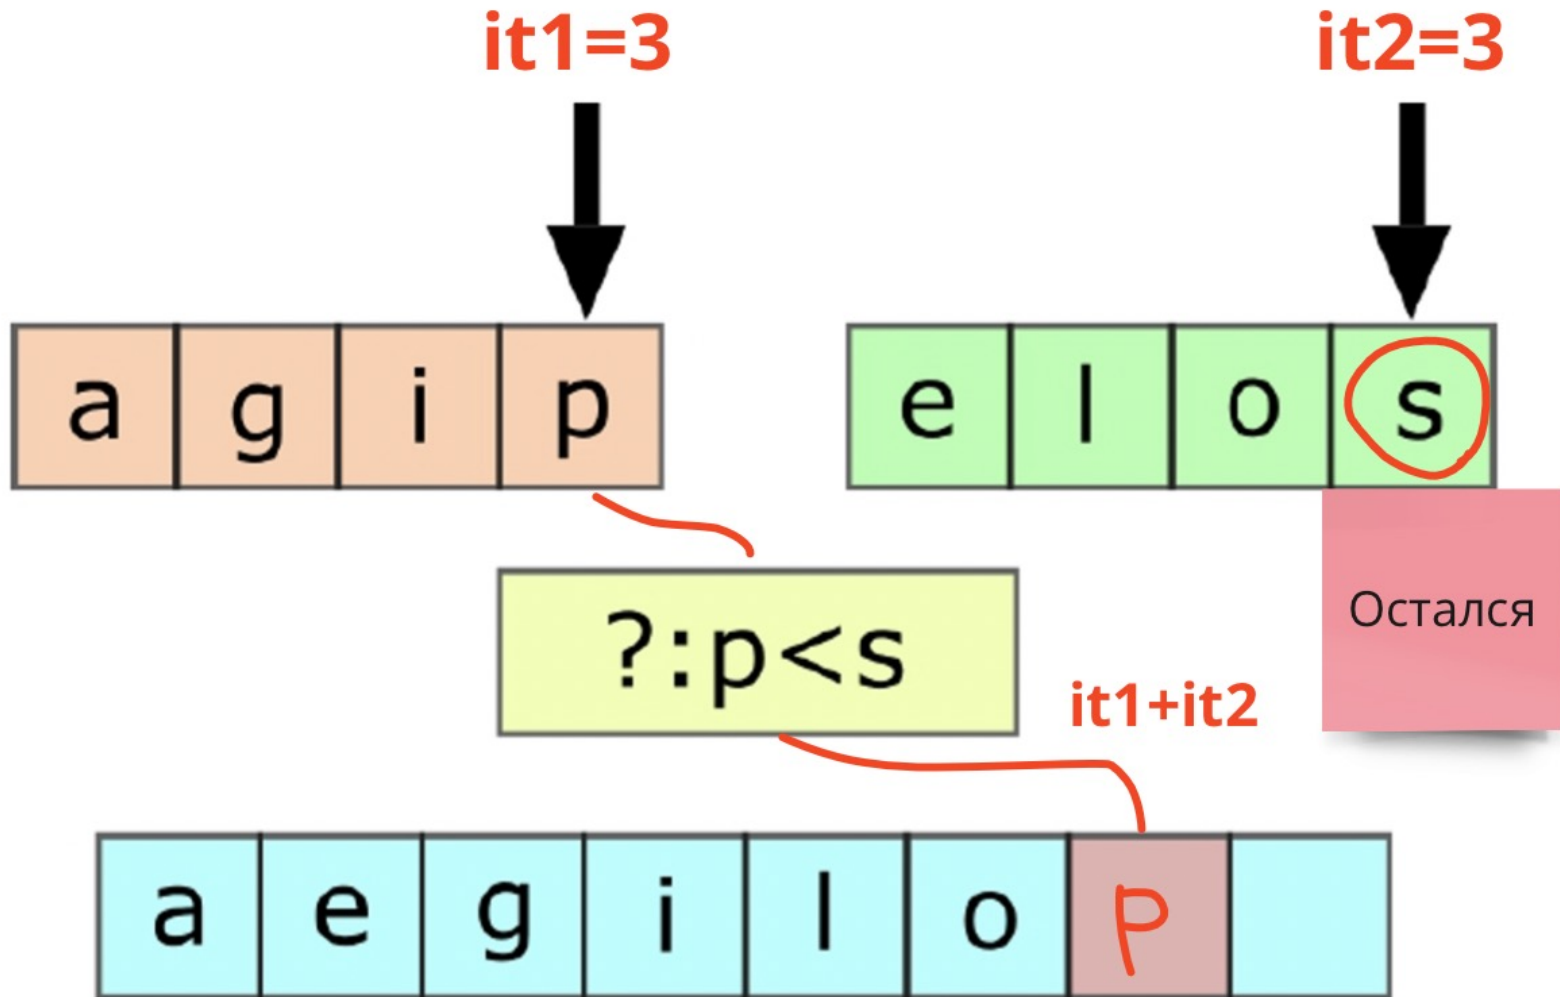 it1=3 it2=3
a g i p e l o s
Остался
?:p<s
it1+it2
a e g i l o p